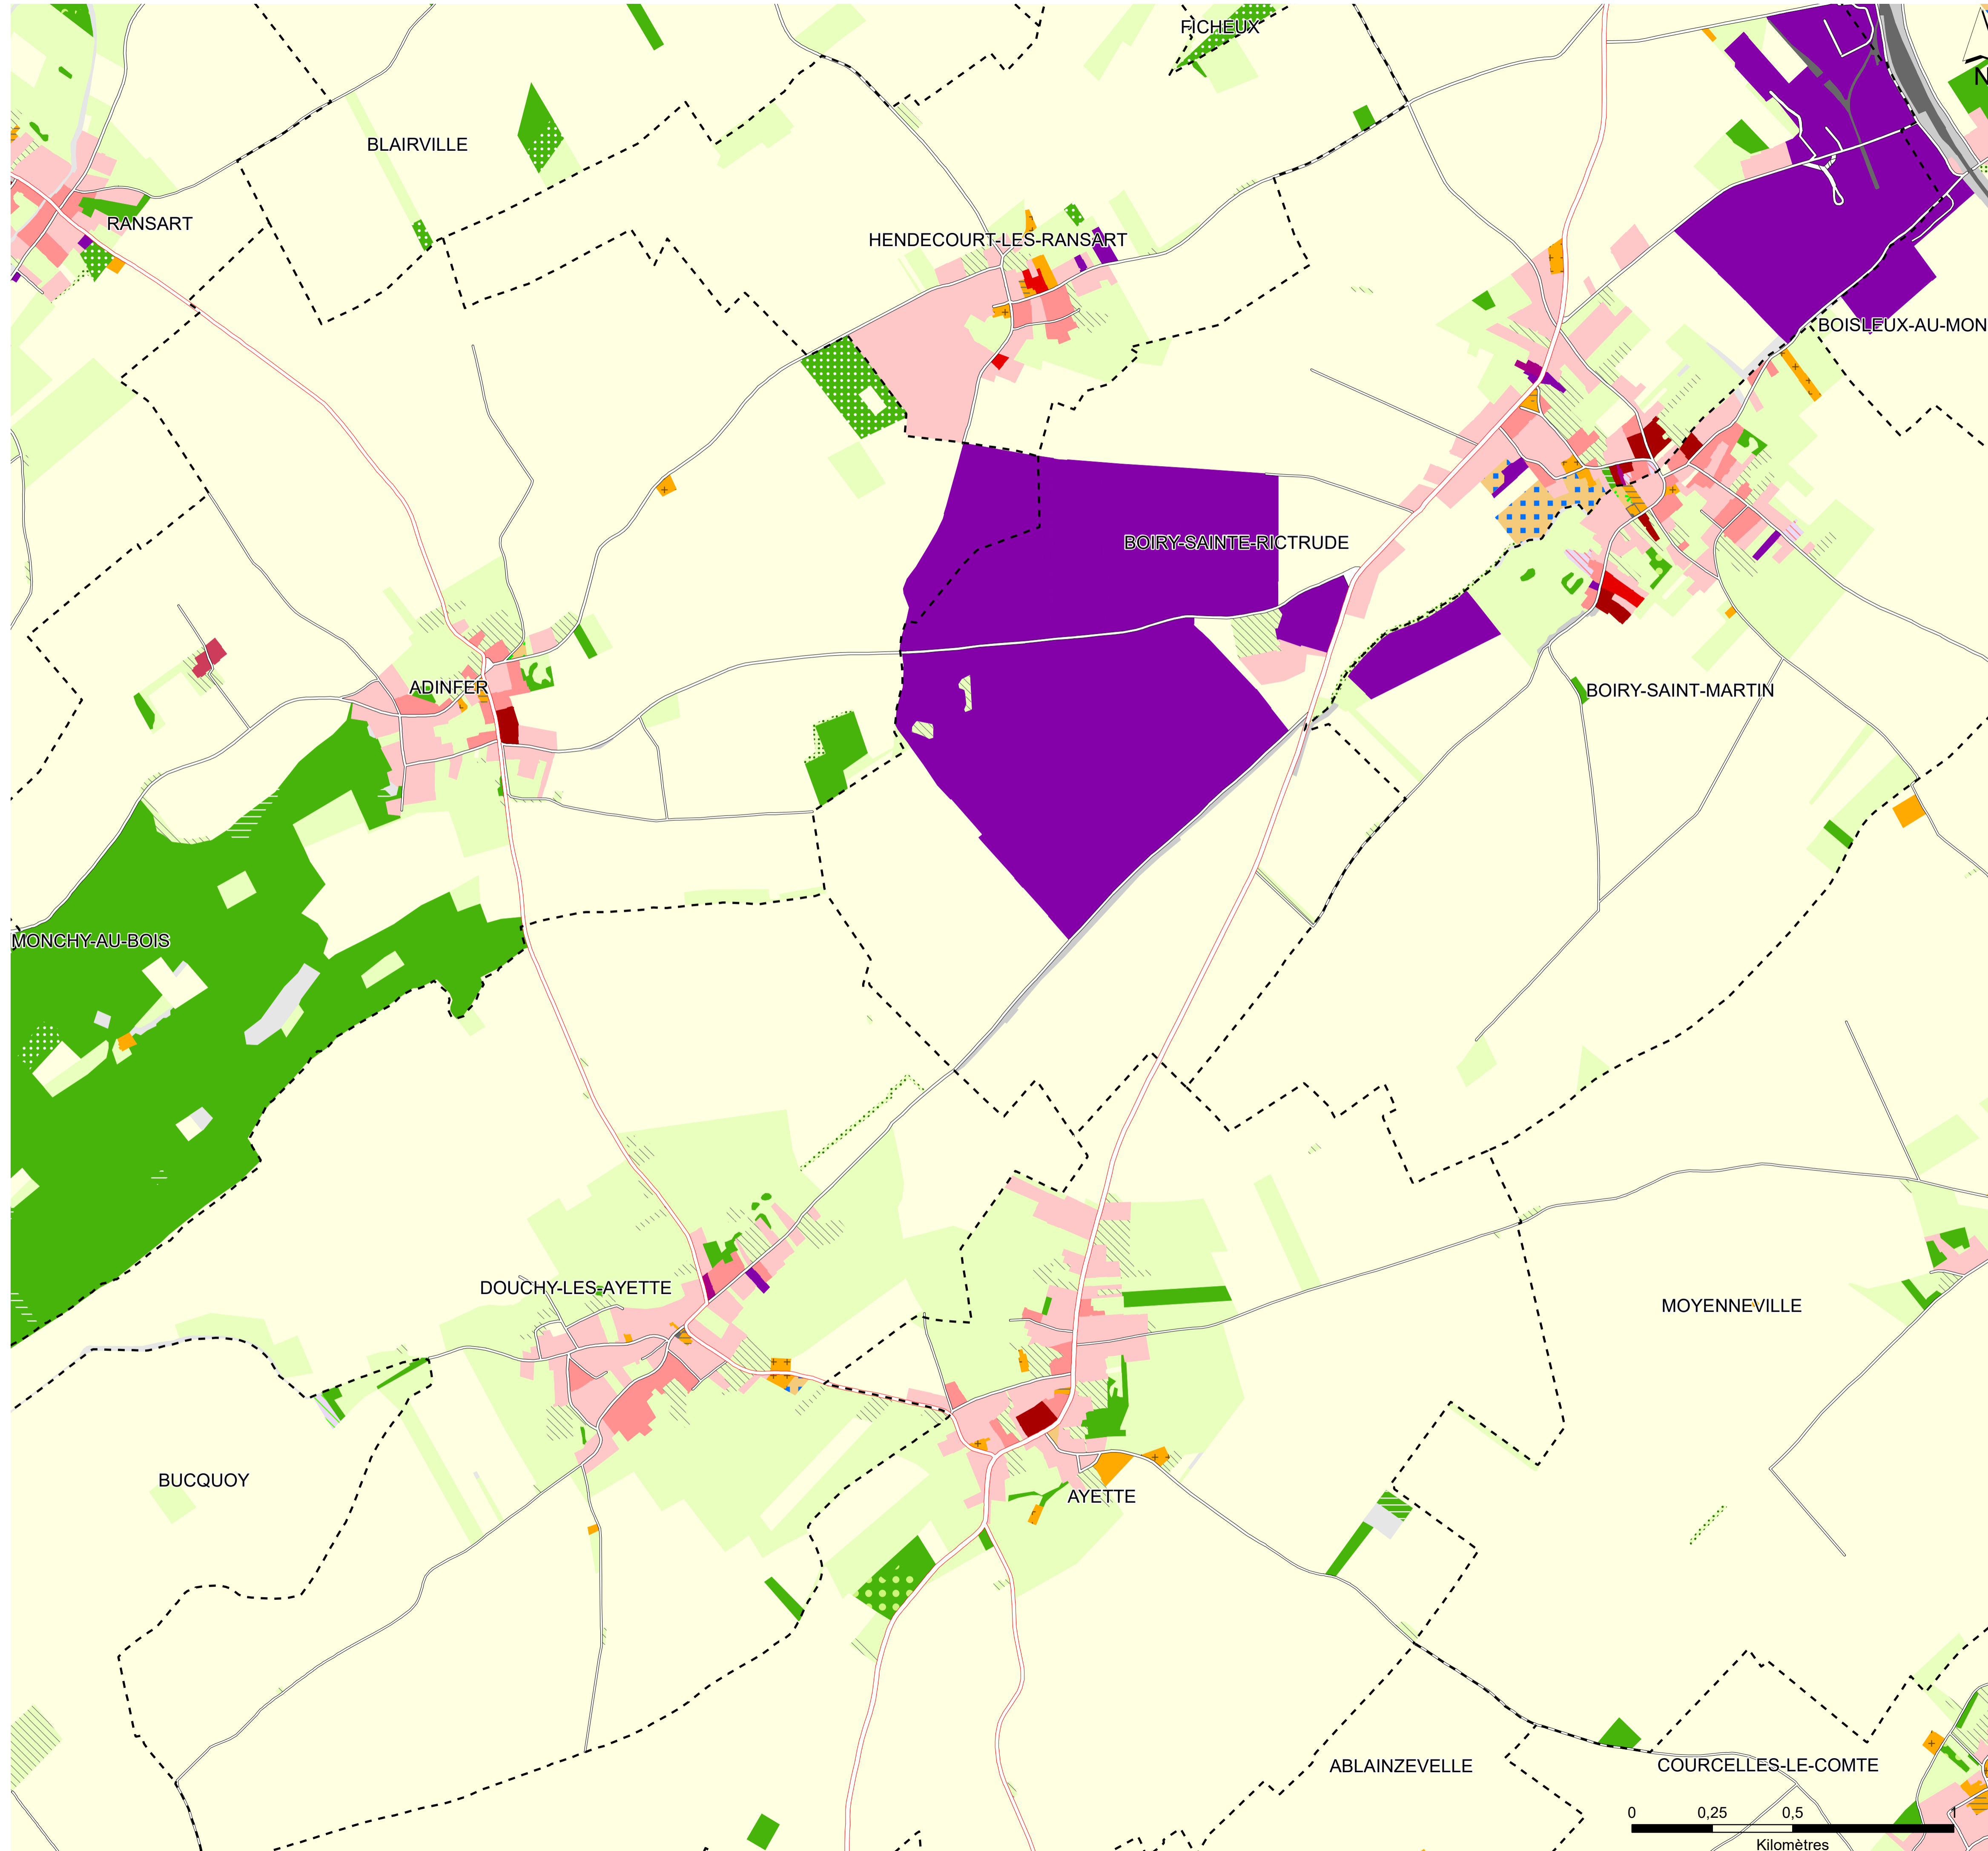 FICHEUX
N
BLAIRVILLE
RANSART
HENDECOURT-LES-RANSART
BOISLEUX-AU-MON
BOIRY-SAINTE-RICTRUDE
ADINFER
BOIRY-SAINT-MARTIN
MONCHY-AU-BOIS
DOUCHY-LES-AYETTE
MOYENNEVILLE
BUCQUOY
AYETTE
ABLAINZEVELLE
COURCELLES-LE-COMTE
0 0,25 0,5 1
Kilomètres